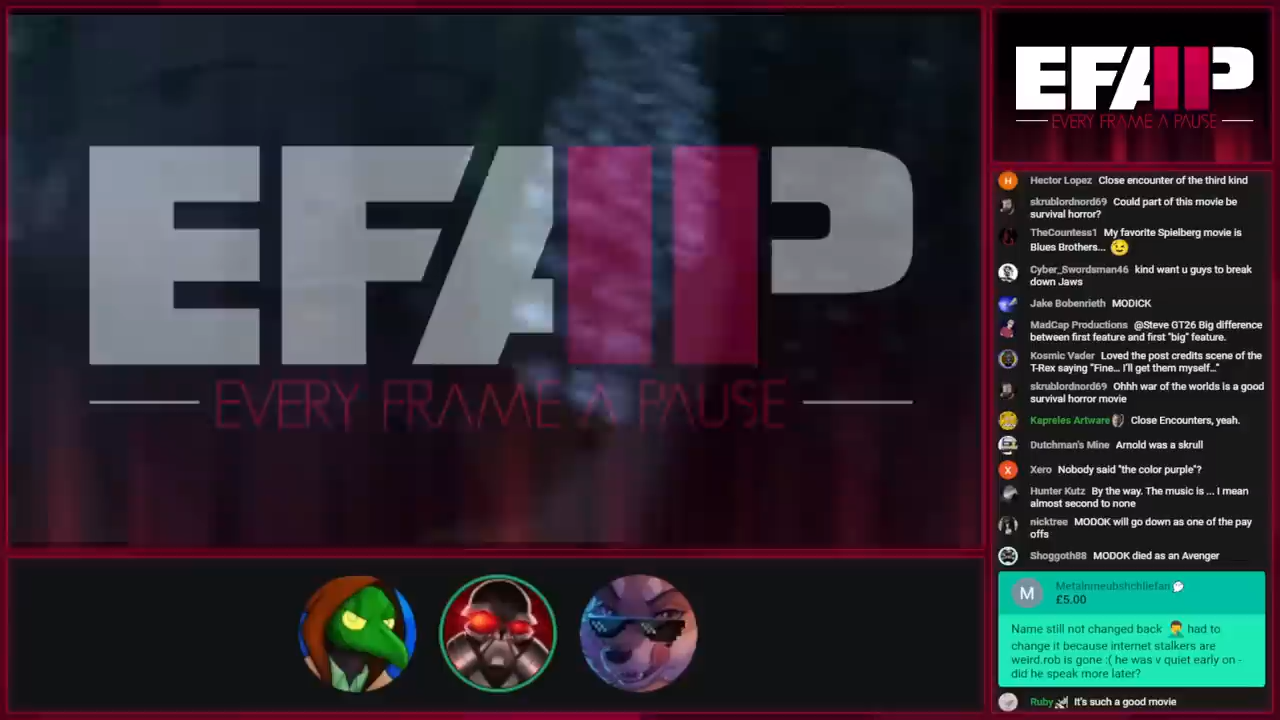 EFAP
EVERY FRAME A PAUSE
EFAP
EVERY FRAME A PAUSE
H Hector Lopez Close encounter of the third kind
skrublordnord69 Could part of this movie be
survival horror?
TheCountess1 My favorite Spielberg movie is
Blues Brothers...
Cyber_Swordsman46 kind want u guys to break
down Jaws
Jake Bobenrieth MODICK
MadCap Productions @Steve GT26 Big difference
between first feature and first "big" feature.
Kosmic Vader Loved the post credits scene of the
T-Rex saying "Fine... I'll get them myself..."
skrublordnord69 Ohhh war of the worlds is a good
survival horror movie
Kapreles Artware Close Encounters, yeah.
Dutchman's Mine Arnold was a skrull
X Xero Nobody said "the color purple"?
Hunter Kutz By the way. The music is ... I mean
almost second to none
nicktree MODOK will go down as one of the pay
offs
Shoggoth88 MODOK died as an Avenger
M
£5.00
Name still not changed back had to
change it because internet stalkers are
weird.rob is gone :( he was v quiet early on -
did he speak more later?
Ruby It's such a good movie